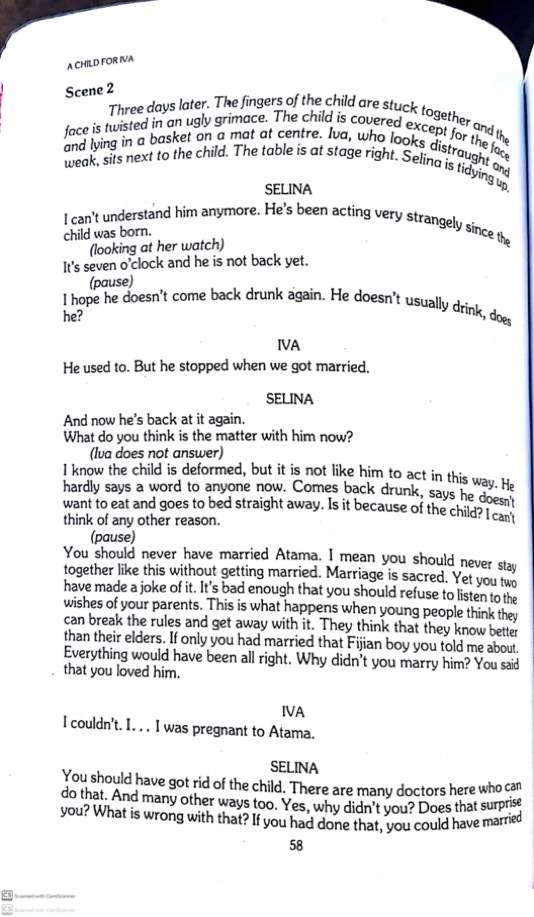 A CHILD FOR IVA
Scene 2
Three days later. The fingers of the child are stuck together and the
face is twisted in an ugly grimace. The child is covered except for the face
and lying in a basket on a mat at centre. Iva, who looks distraught and
weak, sits next to the child. The table is at stage right. Selina is tidying up.
SELINA
I can't understand him anymore. He's been acting very strangely since the
child was born.
(looking at her watch)
It's seven o'clock and he is not back yet.
(pause)
I hope he doesn't come back drunk again. He doesn't usually drink, does
he?
IVA
He used to. But he stopped when we got married.
SELINA
And now he's back at it again.
What do you think is the matter with him now?
(Iva does not answer)
I know the child is deformed, but it is not like him to act in this way. He
hardly says a word to anyone now. Comes back drunk, says he doesn't
want to eat and goes to bed straight away. Is it because of the child? I can't
think of any other reason.
(pause)
You should never have married Atama. I mean you should never stay
together like this without getting married. Marriage is sacred. Yet you two
have made a joke of it. It's bad enough that you should refuse to listen to the
wishes of your parents. This is what happens when young people think they
can break the rules and get away with it. They think that they know better
than their elders. If only you had married that Fijian boy you told me about.
Everything would have been all right. Why didn't you marry him? You said
that you loved him.
IVA
I couldn't. I... I was pregnant to Atama.
SELINA
You should have got rid of the child. There are many doctors here who can
do that. And many other ways too. Yes, why didn't you? Does that surprise
you? What is wrong with that? If you had done that, you could have married
58
CS Scanned with CamScanner
CS Scanned with CamScanner